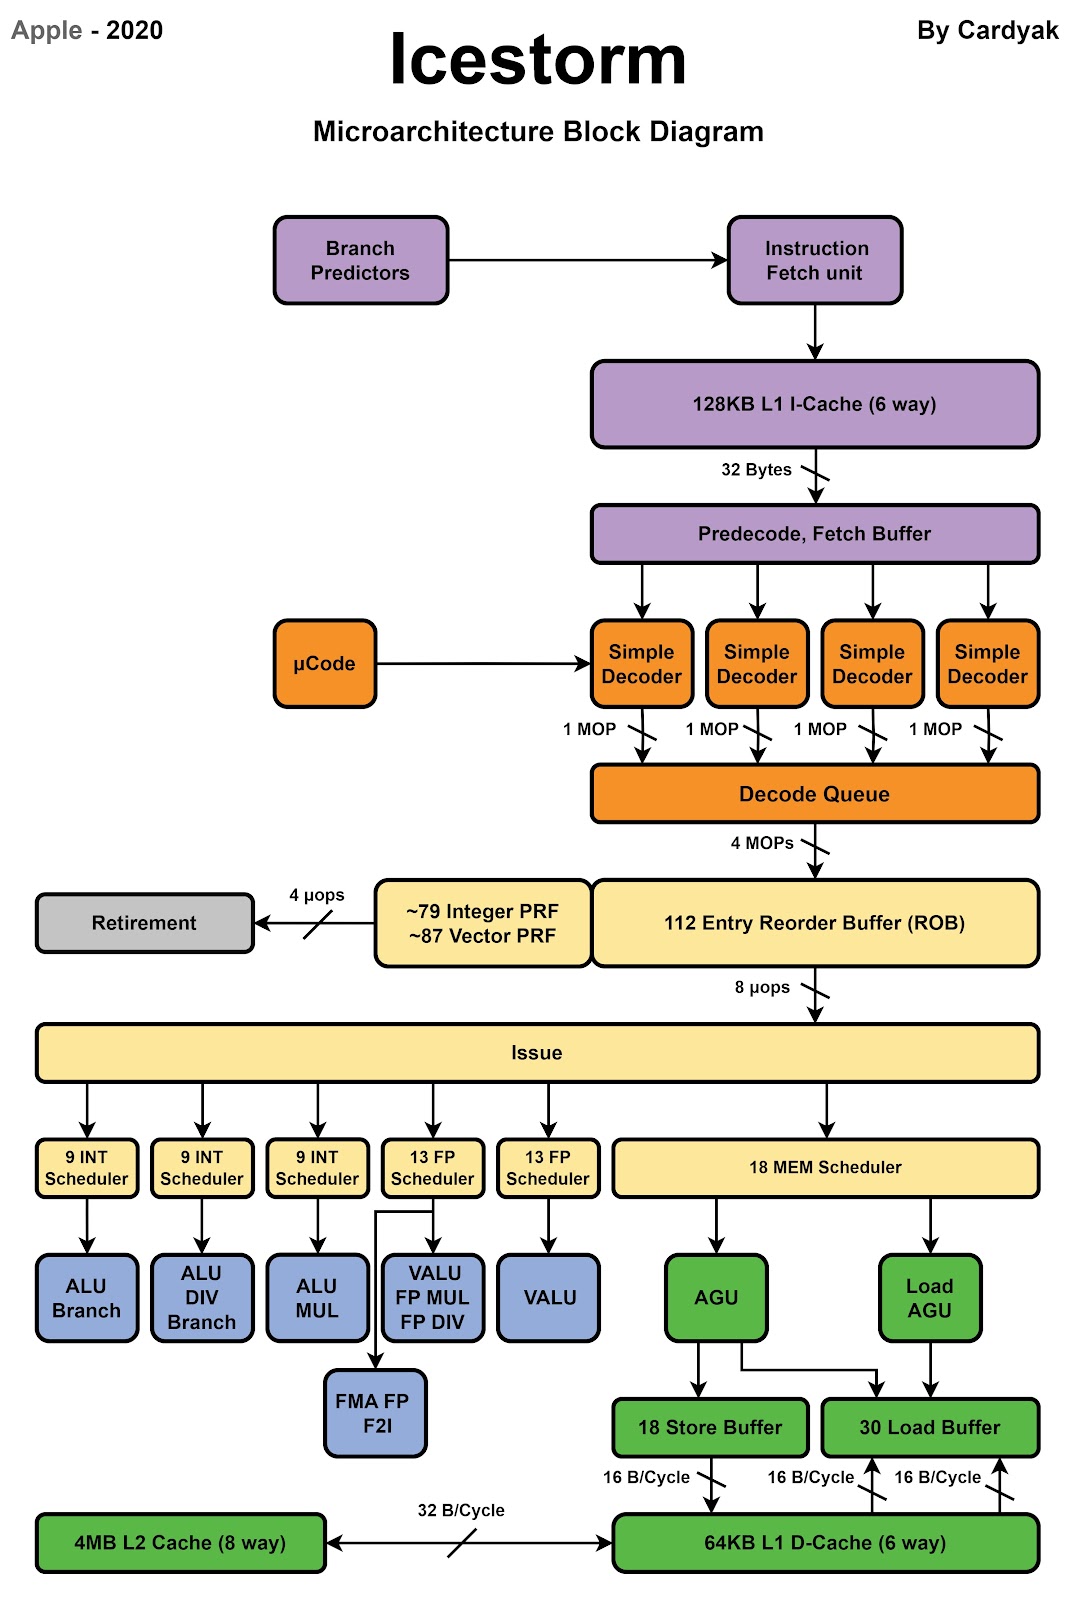 Apple - 2020
By Cardyak
Icestorm
Microarchitecture Block Diagram
Branch
Predictors
Instruction
Fetch unit
128KB L1 I-Cache (6 way)
32 Bytes
Predecode, Fetch Buffer
µCode
Simple
Decoder
Simple
Decoder
Simple
Decoder
Simple
Decoder
1 MOP
1 MOP
1 MOP
1 MOP
Decode Queue
4 MOPs
Retirement
4 µops
~79 Integer PRF
~87 Vector PRF
112 Entry Reorder Buffer (ROB)
8 µops
Issue
9 INT
Scheduler
9 INT
Scheduler
9 INT
Scheduler
13 FP
Scheduler
13 FP
Scheduler
18 MEM Scheduler
ALU
Branch
ALU
DIV
Branch
ALU
MUL
VALU
FP MUL
FP DIV
VALU
AGU
Load
AGU
FMA FP
F2I
18 Store Buffer
30 Load Buffer
16 B/Cycle
16 B/Cycle
16 B/Cycle
32 B/Cycle
4MB L2 Cache (8 way)
64KB L1 D-Cache (6 way)